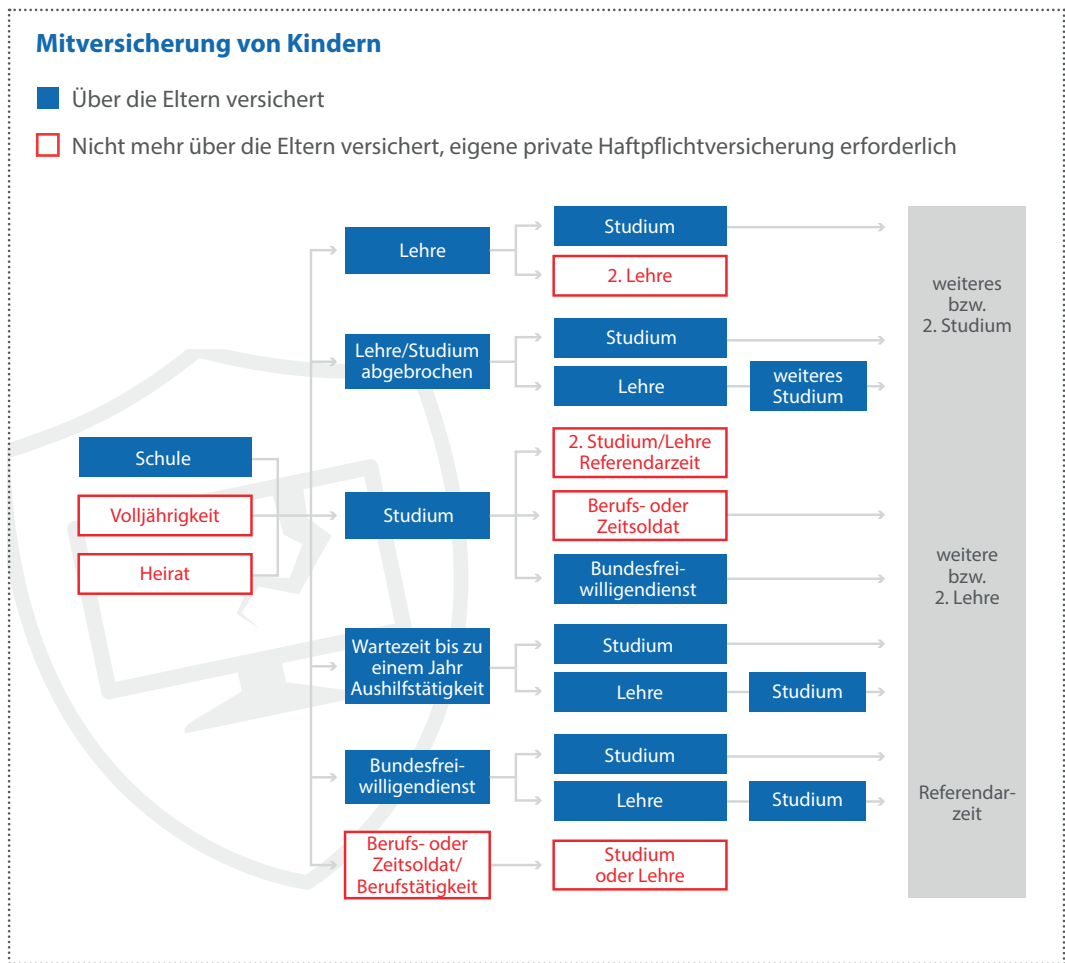 Mitversicherung von Kindern
Über die Eltern versichert
Nicht mehr über die Eltern versichert, eigene private Haftpflichtversicherung erforderlich
Schule
Volljährigkeit
Heirat
Lehre
Studium
2. Lehre
Lehre/Studium
abgebrochen
Studium
Lehre
weiteres
Studium
Studium
2. Studium/Lehre
Referendarzeit
Berufs- oder
Zeitsoldat
Bundesfrei-
willigendienst
Wartezeit bis zu
einem Jahr
Aushilfstätigkeit
Studium
Lehre
Studium
Bundesfrei-
willigendienst
Studium
Lehre
Studium
Berufs- oder
Zeitsoldat/
Berufstätigkeit
Studium
oder Lehre
weiteres
bzw.
2. Studium
weitere
bzw.
2. Lehre
Referendar-
zeit